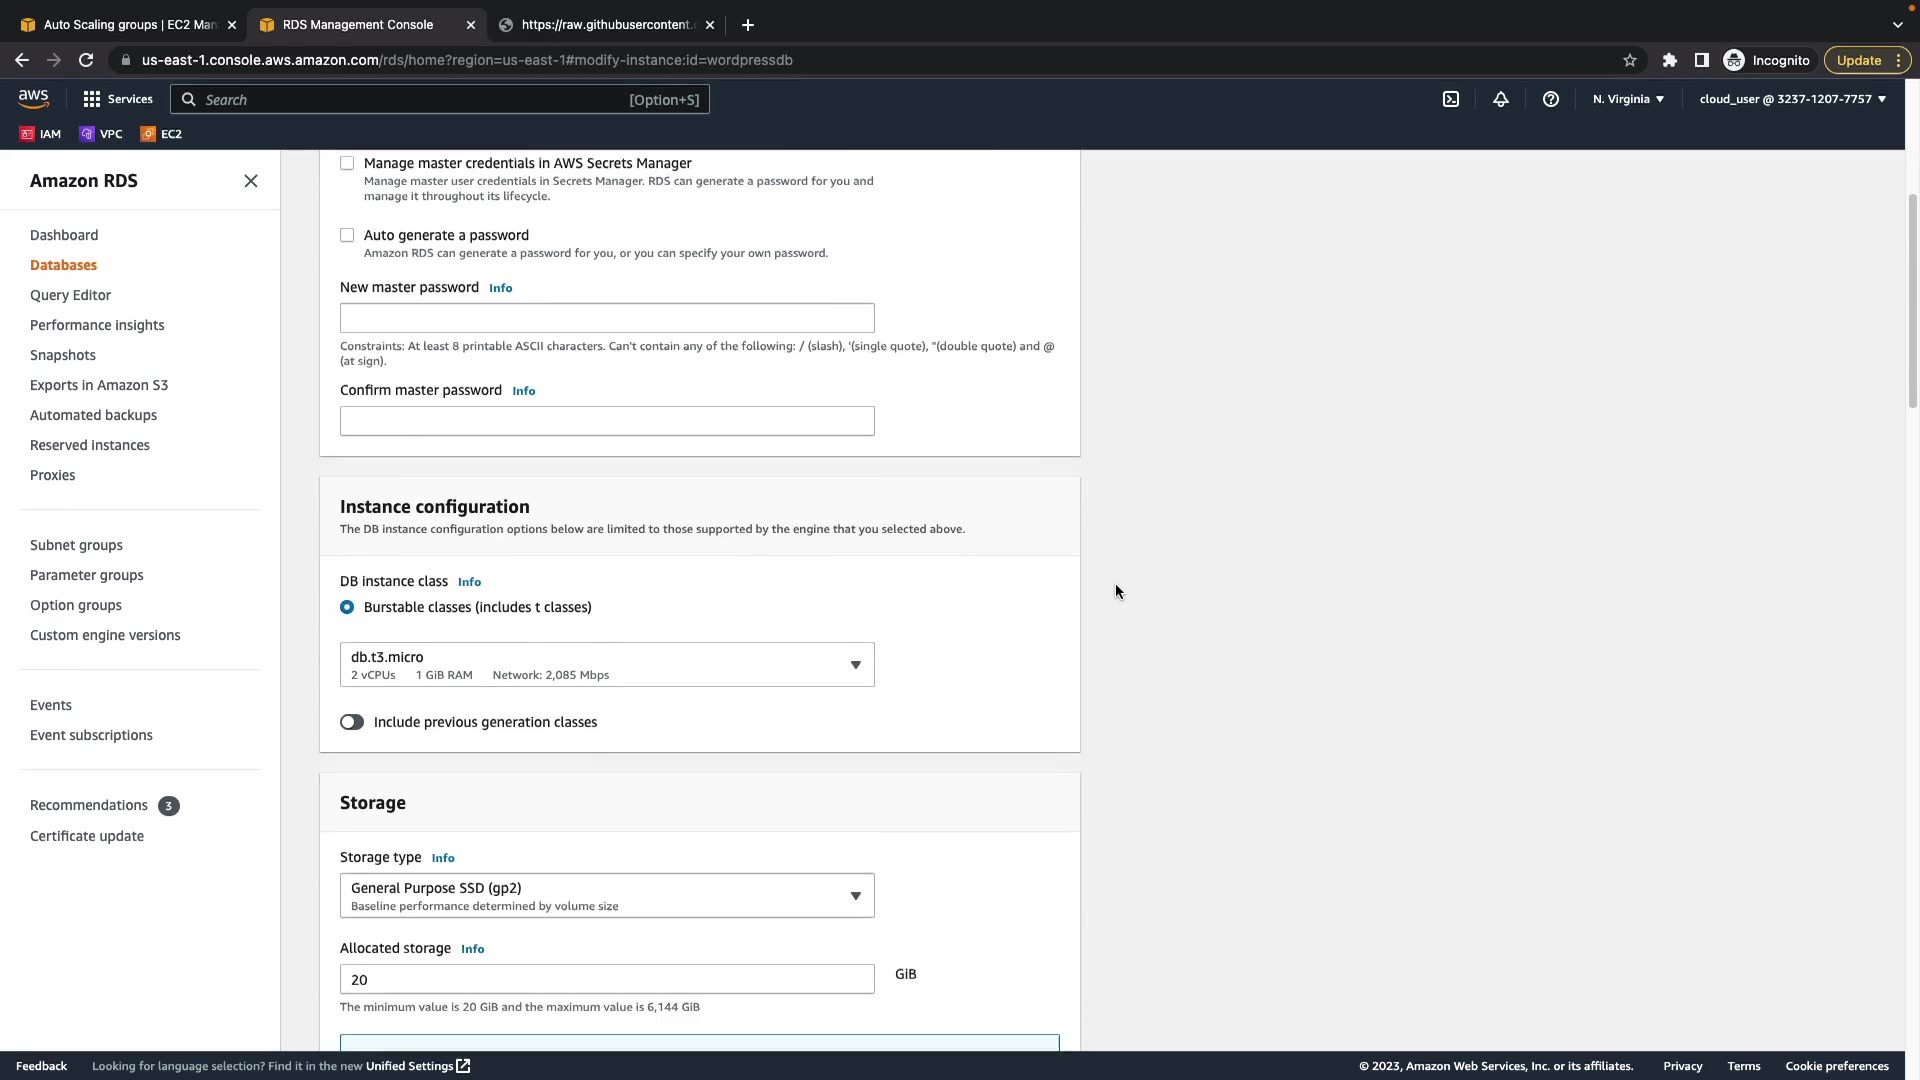 Auto Scaling groups | EC2 Man
RDS Management Console
https://raw.githubusercontent.
us-east-1.console.aws.amazon.com/rds/home?region=us-east-1#modify-instance:id=wordpressdb
Incognito
Update
aws
Services
Search
[Option+S]
N. Virginia
cloud_user @ 3237-1207-7757
IAM
VPC
EC2
Amazon RDS
Dashboard
Databases
Query Editor
Performance insights
Snapshots
Exports in Amazon S3
Automated backups
Reserved instances
Proxies
Subnet groups
Parameter groups
Option groups
Custom engine versions
Events
Event subscriptions
Recommendations 3
Certificate update
Manage master credentials in AWS Secrets Manager
Manage master user credentials in Secrets Manager. RDS can generate a password for you and
manage it throughout its lifecycle.
Auto generate a password
Amazon RDS can generate a password for you, or you can specify your own password.
New master password Info
Constraints: At least 8 printable ASCII characters. Can't contain any of the following: / (slash), '(single quote), "(double quote) and @
(at sign).
Confirm master password Info
Instance configuration
The DB instance configuration options below are limited to those supported by the engine that you selected above.
DB instance class Info
Burstable classes (includes t classes)
db.t3.micro
2 vCPUs 1 GiB RAM Network: 2,085 Mbps
Include previous generation classes
Storage
Storage type Info
General Purpose SSD (gp2)
Baseline performance determined by volume size
Allocated storage Info
20
GiB
The minimum value is 20 GiB and the maximum value is 6,144 GiB
Feedback
Looking for language selection? Find it in the new Unified Settings
© 2023, Amazon Web Services, Inc. or its affiliates.
Privacy
Terms
Cookie preferences